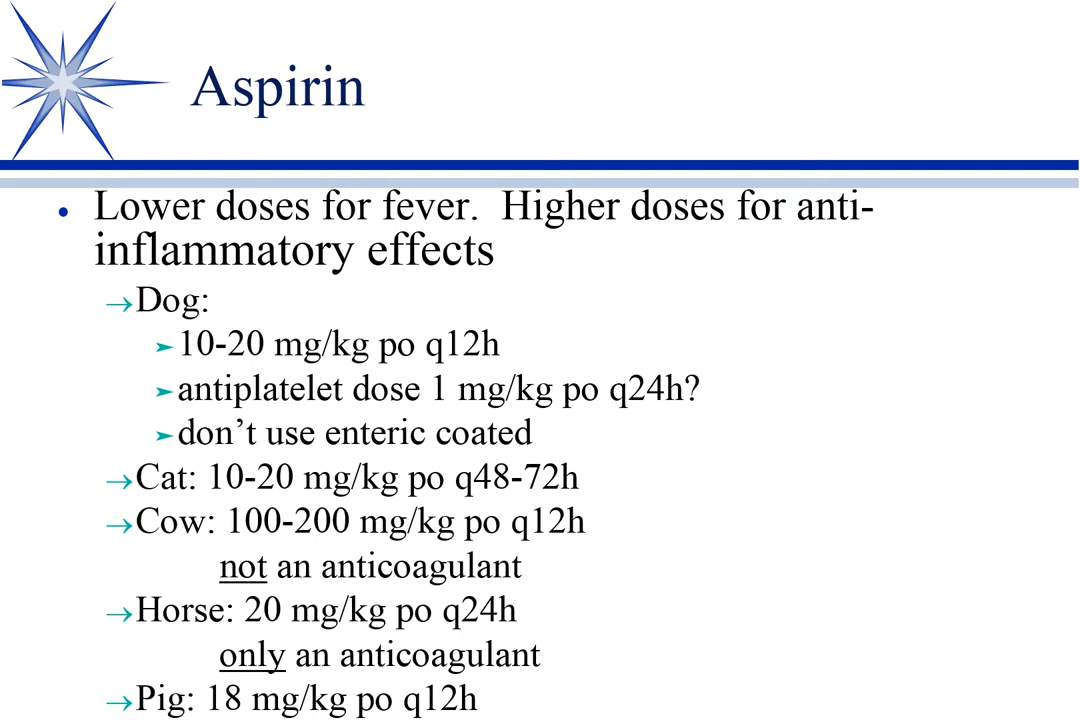 Aspirin
• Lower doses for fever.  Higher doses for anti-
inflammatory effects
→Dog:
➤10-20 mg/kg po q12h
➤antiplatelet dose 1 mg/kg po q24h?
➤don’t use enteric coated
→Cat: 10-20 mg/kg po q48-72h
→Cow: 100-200 mg/kg po q12h
not an anticoagulant
→Horse: 20 mg/kg po q24h
only an anticoagulant
→Pig: 18 mg/kg po q12h